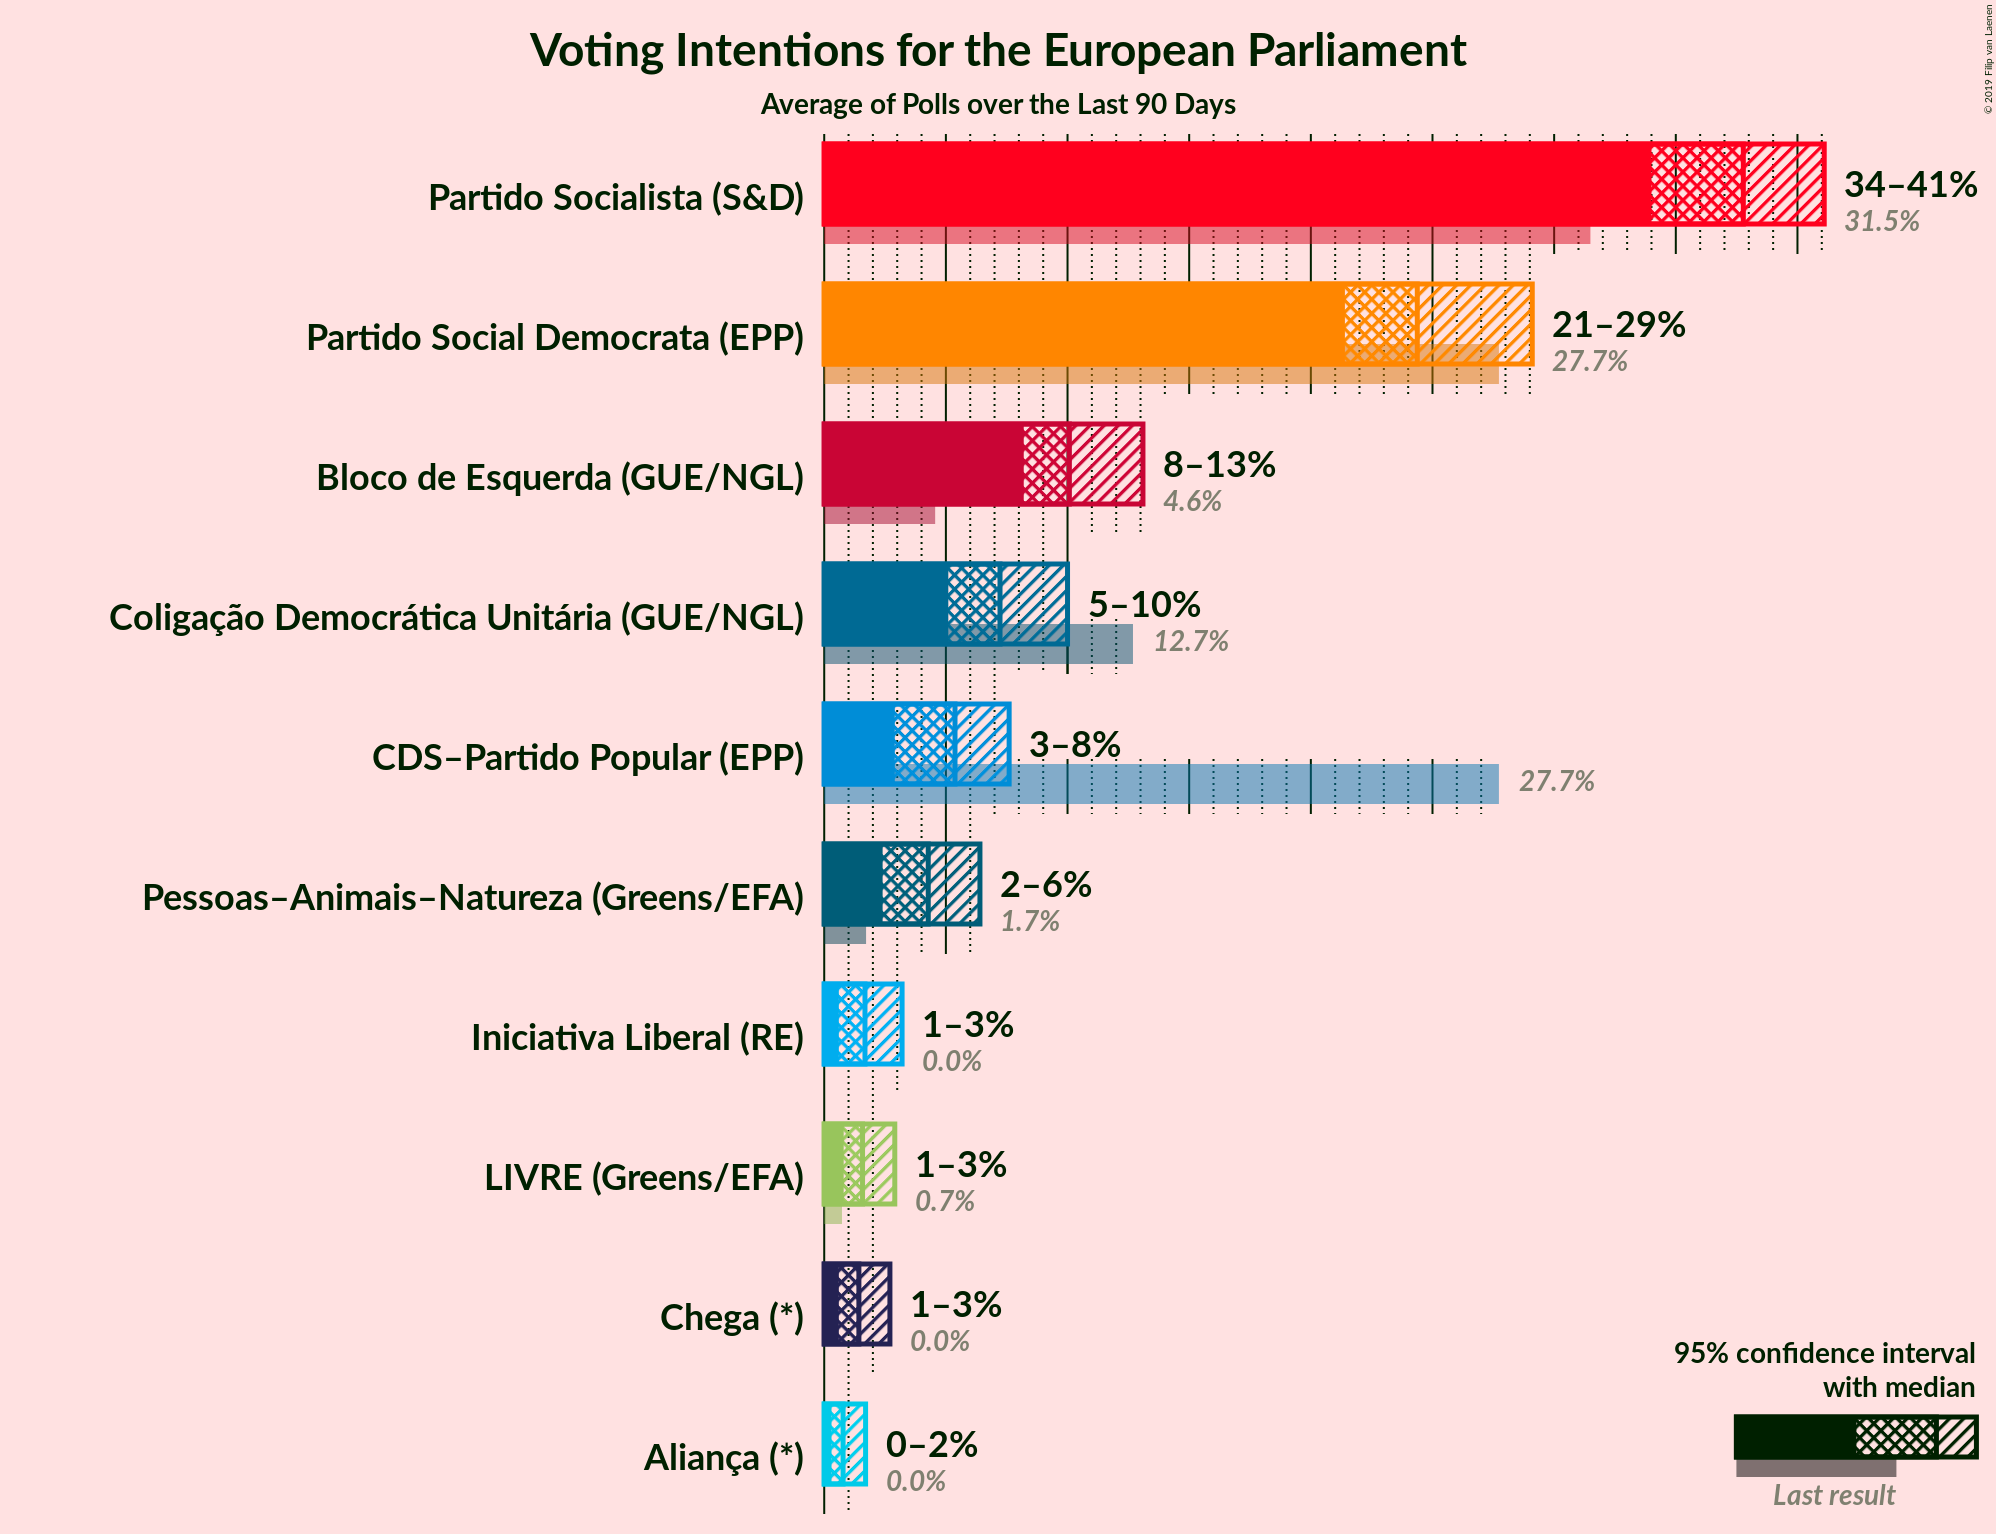 Voting Intentions for the European Parliament
Average of Polls over the Last 90 Days
© 2019 Filip van Laenen
Partido Socialista (S&D)
34–41%
31.5%
Partido Social Democrata (EPP)
21–29%
27.7%
Bloco de Esquerda (GUE/NGL)
8–13%
4.6%
Coligação Democrática Unitária (GUE/NGL)
5–10%
12.7%
CDS–Partido Popular (EPP)
3–8%
27.7%
Pessoas–Animais–Natureza (Greens/EFA)
2–6%
1.7%
Iniciativa Liberal (RE)
1–3%
0.0%
LIVRE (Greens/EFA)
1–3%
0.7%
Chega (*)
1–3%
0.0%
Aliança (*)
0–2%
0.0%
95% confidence interval
with median
Last result